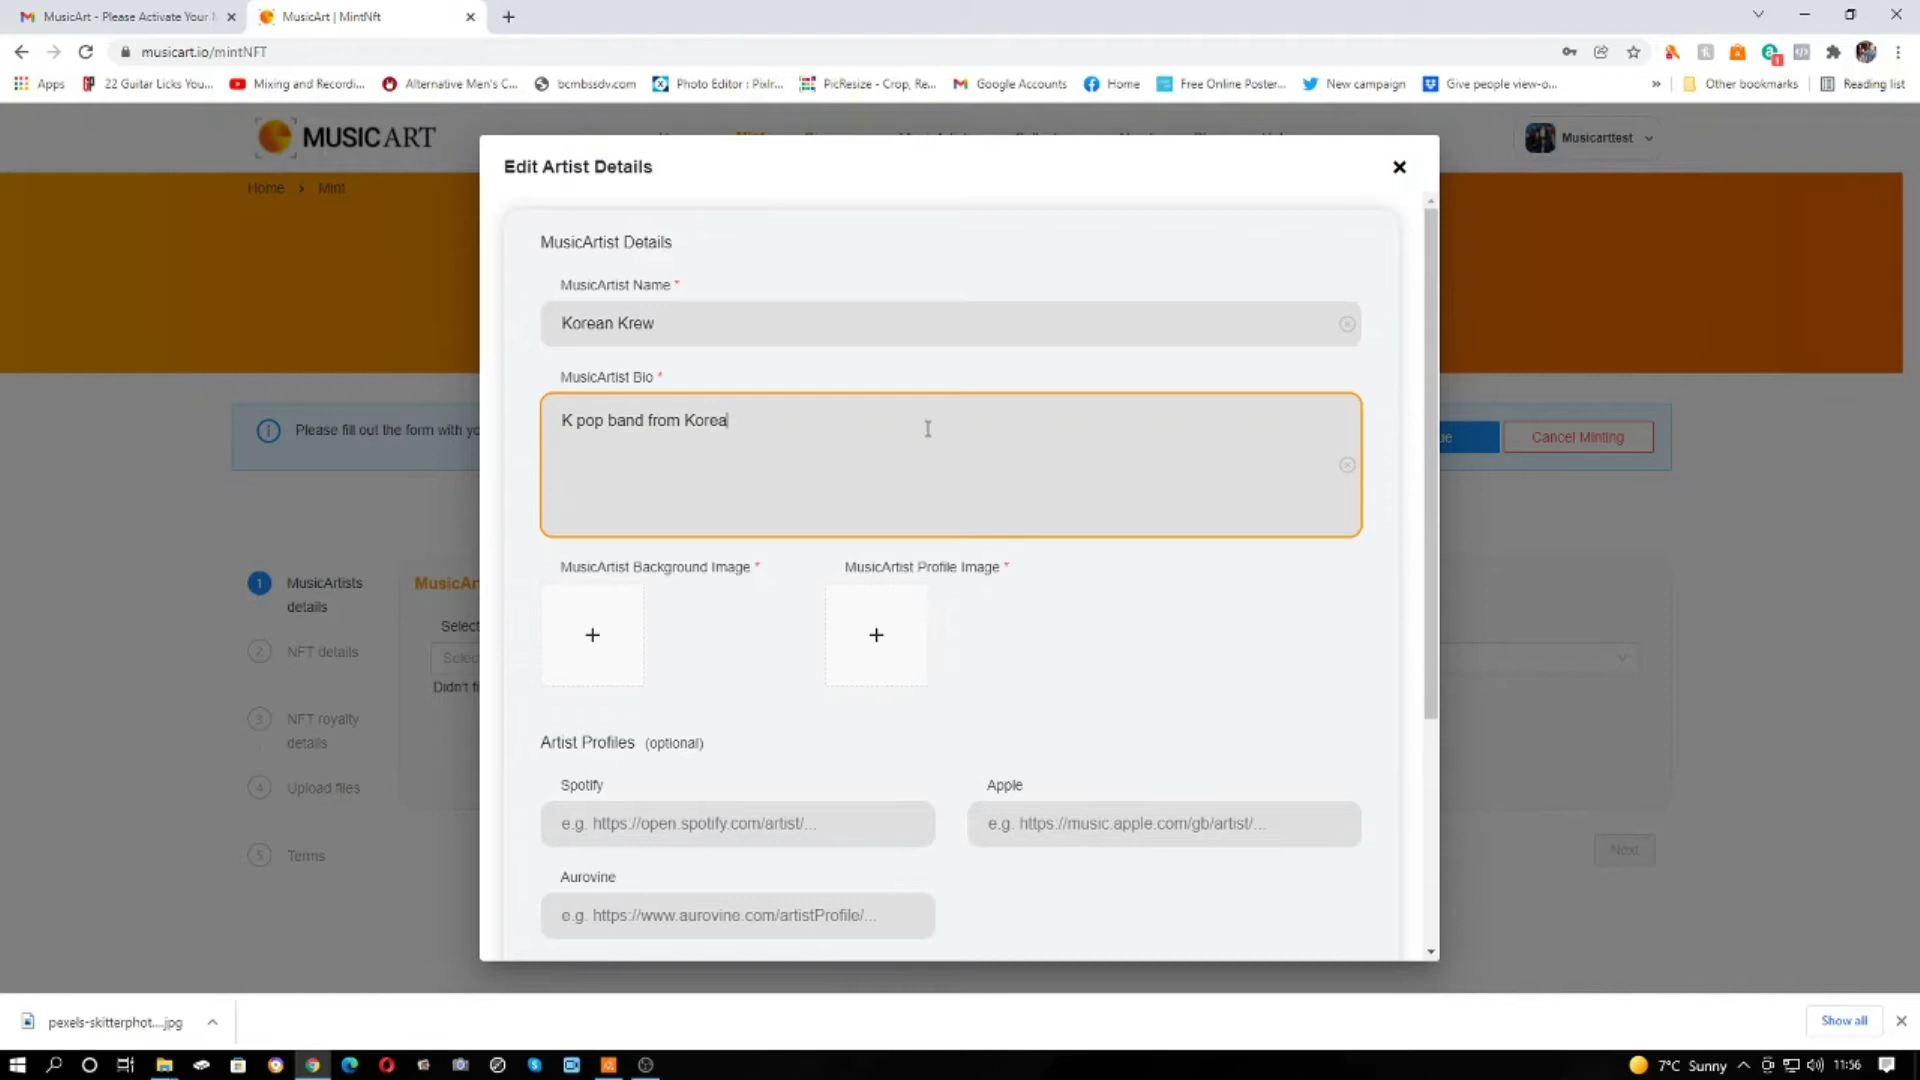 MusicArt - Please Activate Your
MusicArt | MintNft
musicart.io/mintNFT
Apps
22 Guitar Licks You...
Mixing and Recordi...
Alternative Men's C...
bcmbssdv.com
Photo Editor : Pixlr...
PicResize - Crop, Re...
Google Accounts
Home
Free Online Poster...
New campaign
Give people view-o...
»
Other bookmarks
Reading list
MUSICART
Musicarttest
Home > Mint
Edit Artist Details
MusicArtist Details
MusicArtist Name *
Korean Krew
MusicArtist Bio *
K pop band from Korea
Please fill out the form with yo
ue
Cancel Minting
MusicArtist Background Image *
MusicArtist Profile Image *
+
+
1 MusicArtists details
2 NFT details
3 NFT royalty details
4 Upload files
5 Terms
MusicAr
Select
Selec
Didn't fi
Next
Artist Profiles (optional)
Spotify
Apple
e.g. https://open.spotify.com/artist/...
e.g. https://music.apple.com/gb/artist/...
Aurovine
e.g. https://www.aurovine.com/artistProfile/...
pexels-skitterphot....jpg
Show all
7°C Sunny
11:56